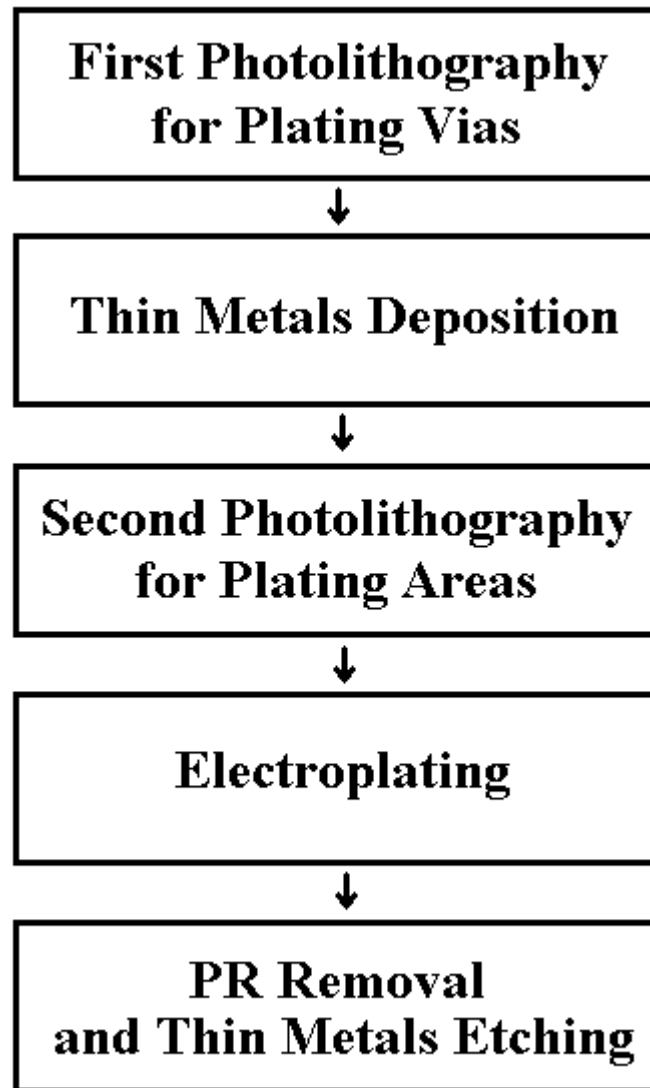 First Photolithography
for Plating Vias
Thin Metals Deposition
Second Photolithography
for Plating Areas
Electroplating
PR Removal
and Thin Metals Etching